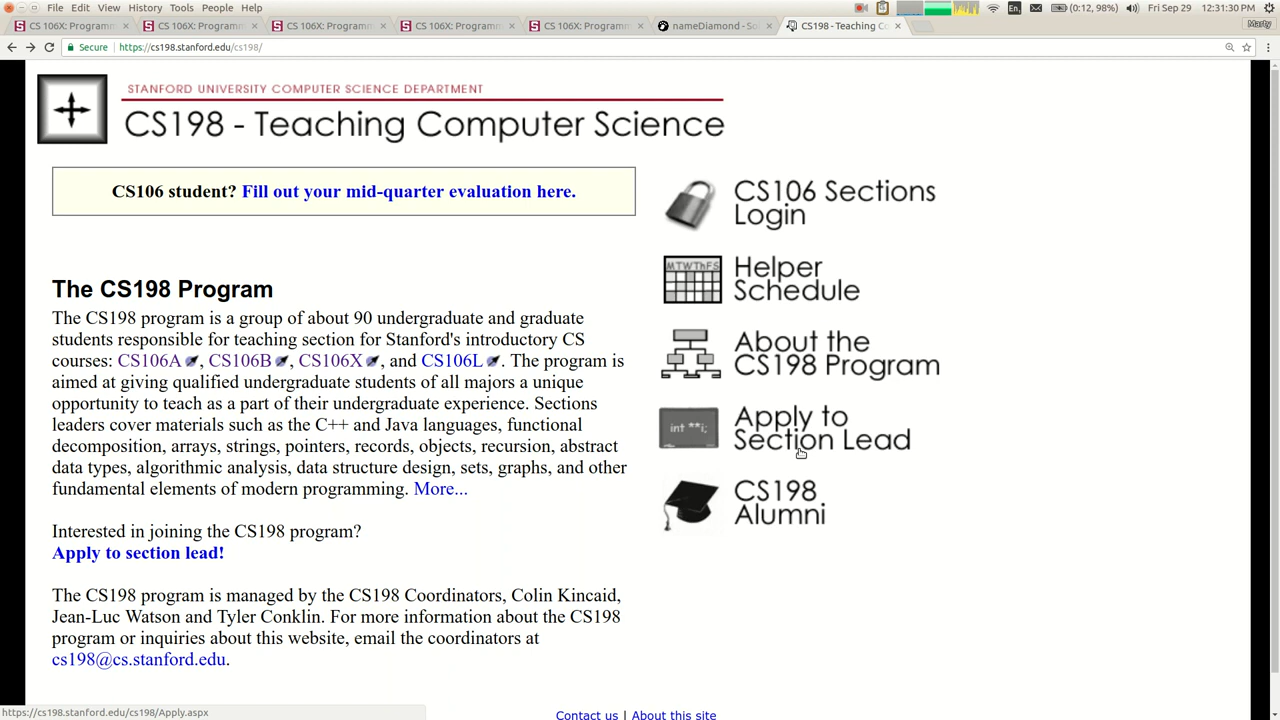 File Edit View History Tools People Help
En,
(0:12, 98%)
Fri Sep 29 12:31:30 PM
CS 106X: Programm
CS 106X: Programm
CS 106X: Programm
CS 106X: Programm
CS 106X: Programm
nameDiamond - Sol
CS198 - Teaching Co
Marty
Secure https://cs198.stanford.edu/cs198/
STANFORD UNIVERSITY COMPUTER SCIENCE DEPARTMENT
CS198 - Teaching Computer Science
CS106 student? Fill out your mid-quarter evaluation here.
The CS198 Program
The CS198 program is a group of about 90 undergraduate and graduate
students responsible for teaching section for Stanford's introductory CS
courses: CS106A, CS106B, CS106X, and CS106L. The program is
aimed at giving qualified undergraduate students of all majors a unique
opportunity to teach as a part of their undergraduate experience. Sections
leaders cover materials such as the C++ and Java languages, functional
decomposition, arrays, strings, pointers, records, objects, recursion, abstract
data types, algorithmic analysis, data structure design, sets, graphs, and other
fundamental elements of modern programming. More...
Interested in joining the CS198 program?
Apply to section lead!
The CS198 program is managed by the CS198 Coordinators, Colin Kincaid,
Jean-Luc Watson and Tyler Conklin. For more information about the CS198
program or inquiries about this website, email the coordinators at
cs198@cs.stanford.edu.
CS106 Sections
Login
MTWThFS
Helper
Schedule
About the
CS198 Program
int **i;
Apply to
Section Lead
CS198
Alumni
https://cs198.stanford.edu/cs198/Apply.aspx
Contact us | About this site